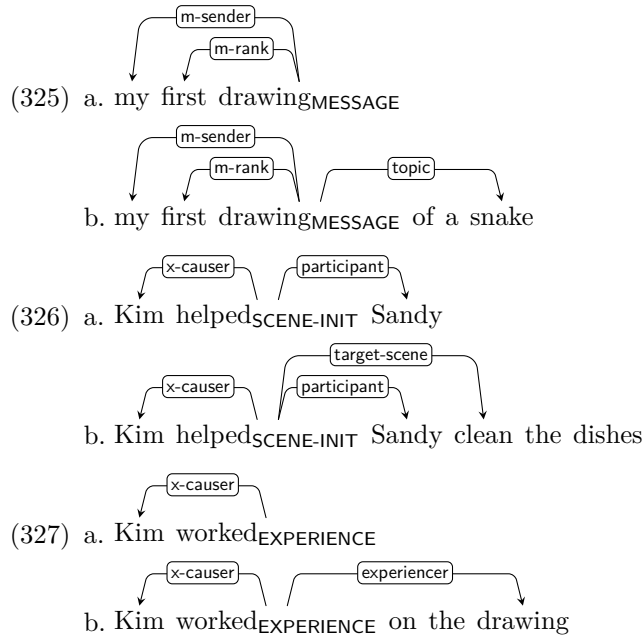 m-sender
m-rank
(325) a. my first drawingMESSAGE
m-sender
m-rank topic
b. my first drawingMESSAGE of a snake
x-causer participant
(326) a. Kim helpedSCENE-INIT Sandy
target-scene
x-causer participant
b. Kim helpedSCENE-INIT Sandy clean the dishes
x-causer
(327) a. Kim workedEXPERIENCE
x-causer experiencer
b. Kim workedEXPERIENCE on the drawing